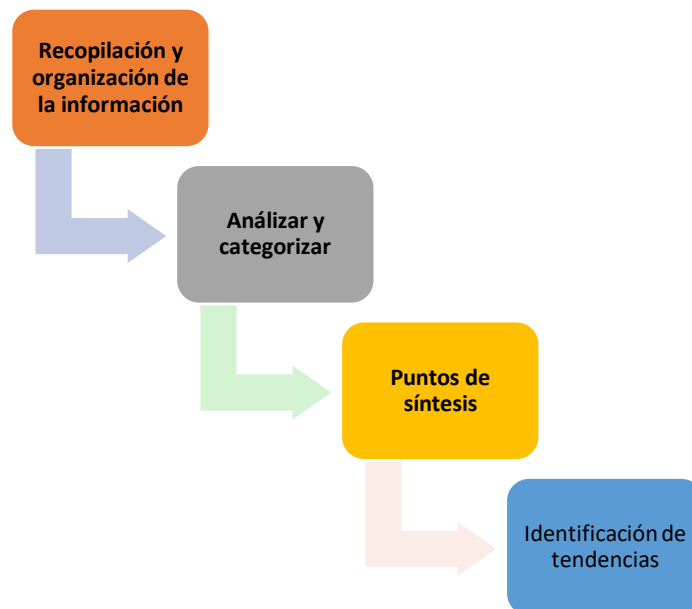 Recopilación y
organización de
la información
Análizar y
categorizar
Puntos de
síntesis
Identificación de
tendencias